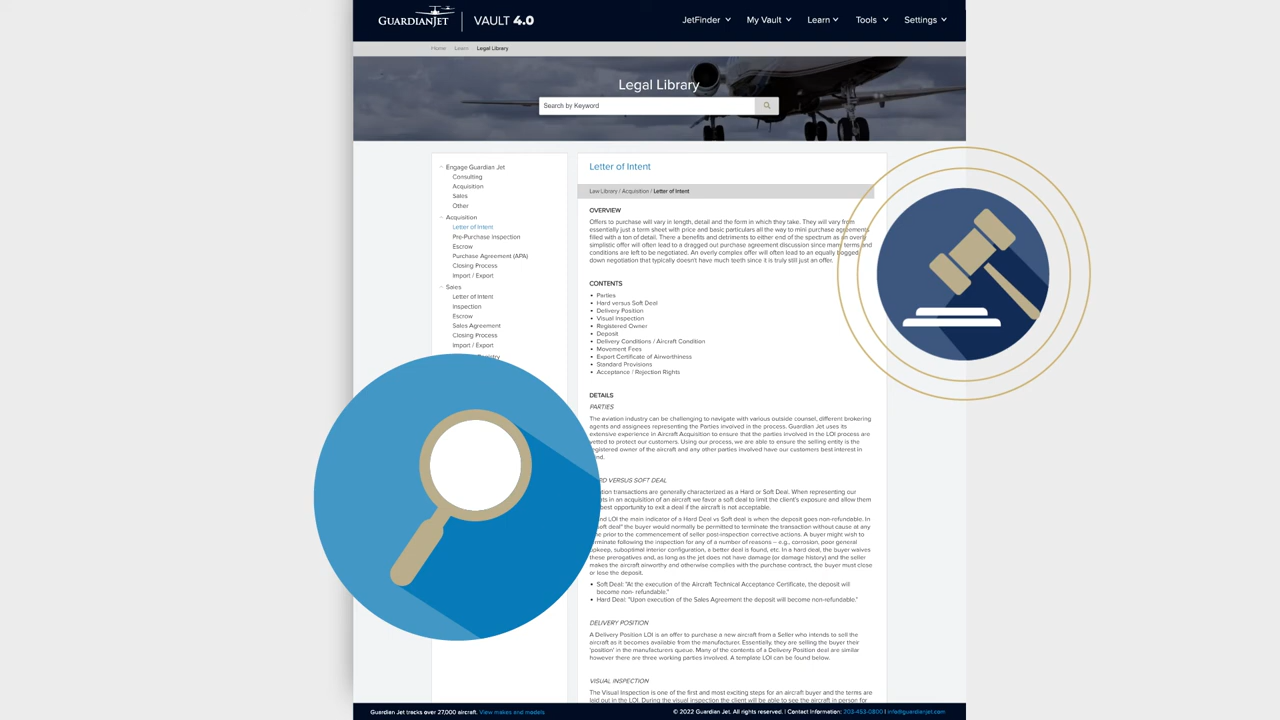 GUARDIANJET
VAULT 4.0
JetFinder My Vault Learn Tools Settings
Home Learn Legal Library
Legal Library
Search by Keyword
Engage Guardian Jet
Consulting
Acquisition
Sales
Other
Acquisition
Letter of Intent
Pre-Purchase Inspection
Escrow
Purchase Agreement (APA)
Closing Process
Import / Export
Sales
Letter of Intent
Inspection
Escrow
Sales Agreement
Closing Process
Import / Export
Letter of Intent
Law Library / Acquisition / Letter of Intent
OVERVIEW
Offers to purchase will vary in length, detail and the form in which they take. They will vary from
essentially just a term sheet with price and basic particulars all the way to mini purchase agreements
filled with a ton of detail. There a benefits and detriments to either end of the spectrum as an overly
simplistic offer will often lead to a dragged out purchase agreement discussion since many terms and
conditions are left to be negotiated. An overly complex offer will often lead to an equally bogged
down negotiation that typically doesn't have much teeth since it is truly still just an offer.
CONTENTS
• Parties
• Hard versus Soft Deal
• Delivery Position
• Visual Inspection
• Registered Owner
• Deposit
• Delivery Conditions / Aircraft Condition
• Movement Fees
• Export Certificate of Airworthiness
• Standard Provisions
• Acceptance / Rejection Rights
DETAILS
PARTIES
The aviation industry can be challenging to navigate with various outside counsel, different brokering
agents and assignees representing the Parties involved in the process. Guardian Jet uses its
extensive experience in Aircraft Acquisition to ensure that the parties involved in the LOI process are
vetted to protect our customers. Using our process, we are able to ensure the selling entity is the
registered owner of the aircraft and any other parties involved have our customers best interest in
VERSUS SOFT DEAL
transactions are generally characterized as a Hard or Soft Deal. When representing our
in an acquisition of an aircraft we favor a soft deal to limit the client's exposure and allow them
best opportunity to exit a deal if the aircraft is not acceptable.
LOI the main indicator of a Hard Deal vs Soft deal is when the deposit goes non-refundable. In
soft deal" the buyer would normally be permitted to terminate the transaction without cause at any
prior to the commencement of seller post-inspection corrective actions. A buyer might wish to
terminate following the inspection for any of a number of reasons – e.g., corrosion, poor general
upkeep, suboptimal interior configuration, a better deal is found, etc. In a hard deal, the buyer waives
these prerogatives and, as long as the jet does not have damage (or damage history) and the seller
makes the aircraft airworthy and otherwise complies with the purchase contract, the buyer must close
or lose the deposit.
• Soft Deal: "At the execution of the Aircraft Technical Acceptance Certificate, the deposit will
become non- refundable."
• Hard Deal: "Upon execution of the Sales Agreement the deposit will become non-refundable."
DELIVERY POSITION
A Delivery Position LOI is an offer to purchase a new aircraft from a Seller who intends to sell the
aircraft as it becomes available from the manufacturer. Essentially, they are selling the buyer their
'position' in the manufacturers queue. Many of the contents of a Delivery Position deal are similar
however there are three working parties involved. A template LOI can be found below.
VISUAL INSPECTION
The Visual Inspection is one of the first and most exciting steps for an aircraft buyer and the terms are
laid out in the LOI. During the visual inspection the client will be able to see the aircraft in person for
Guardian Jet tracks over 27,000 aircraft. View makes and models
© 2022 Guardian Jet. All rights reserved. | Contact Information: 203-453-0800 | info@guardianjet.com